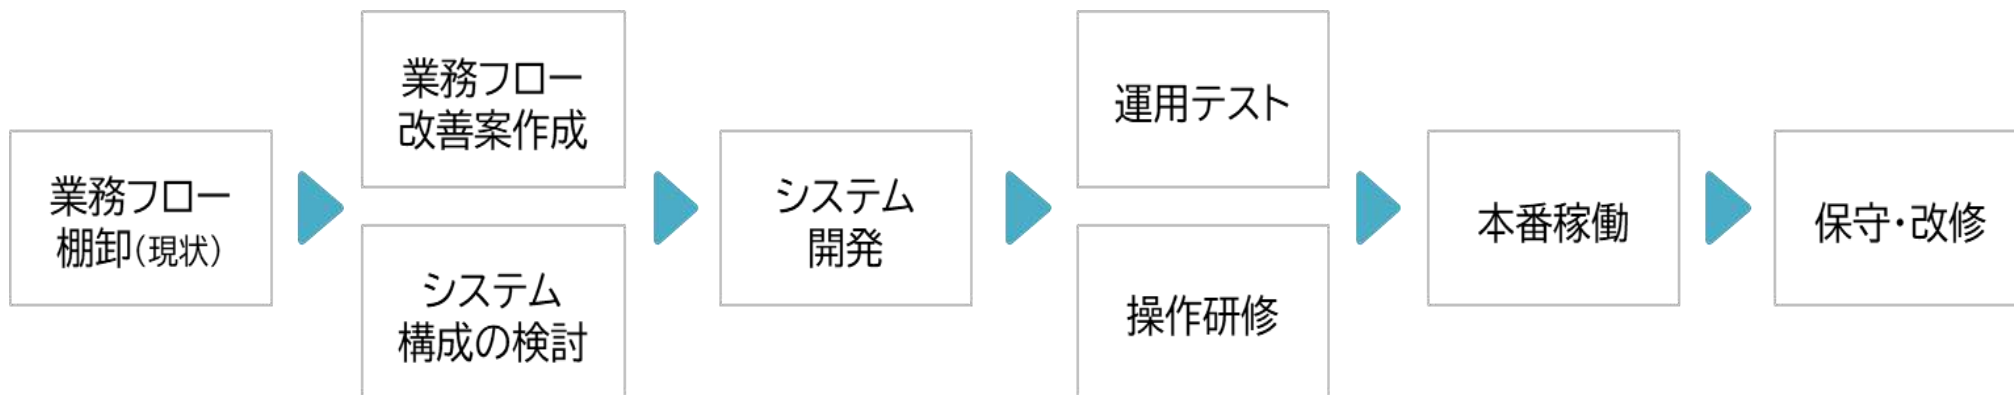 業務フロー
棚卸(現状)
業務フロー
改善案作成
システム
構成の検討
システム
開発
運用テスト
操作研修
本番稼働
保守・改修